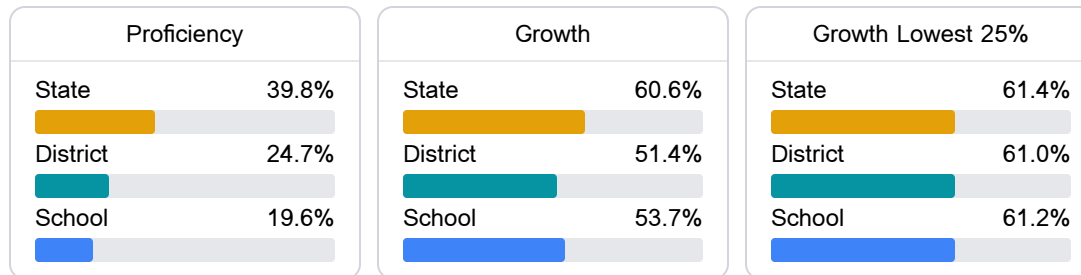 Proficiency
State 39.8%
District 24.7%
School 19.6%
Growth
State 60.6%
District 51.4%
School 53.7%
Growth Lowest 25%
State 61.4%
District 61.0%
School 61.2%